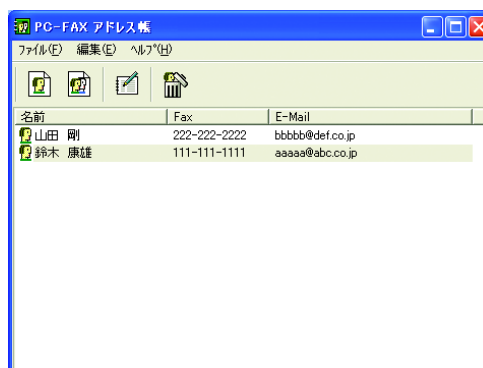 PC-FAX アドレス帳
ファイル(F) 編集(E) ヘルプ(H)
名前 Fax E-Mail
山田 剛 222-222-2222 bbbbb@def.co.jp
鈴木 康雄 111-111-1111 aaaaa@abc.co.jp